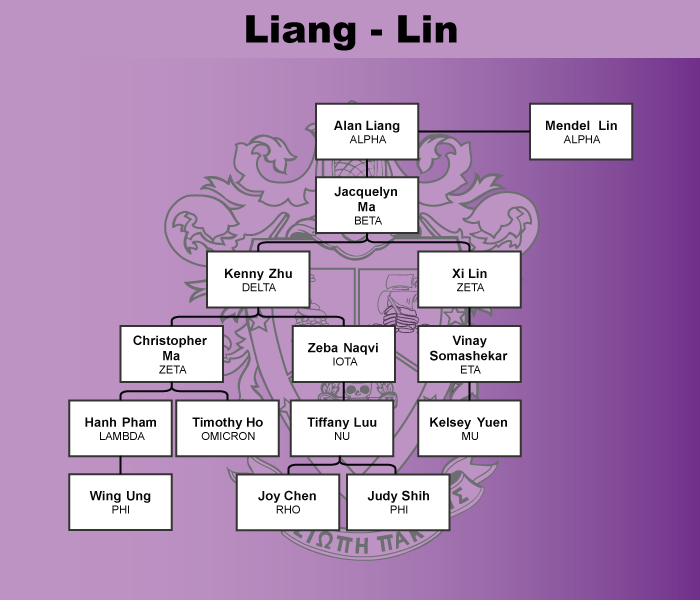 Liang - Lin
Alan Liang
ALPHA
Mendel Lin
ALPHA
Jacquelyn
Ma
BETA
Kenny Zhu
DELTA
Xi Lin
ZETA
Christopher
Ma
ZETA
Zeba Naqvi
IOTA
Vinay
Somashekar
ETA
Hanh Pham
LAMBDA
Timothy Ho
OMICRON
Tiffany Luu
NU
Kelsey Yuen
MU
Wing Ung
PHI
Joy Chen
RHO
Judy Shih
PHI